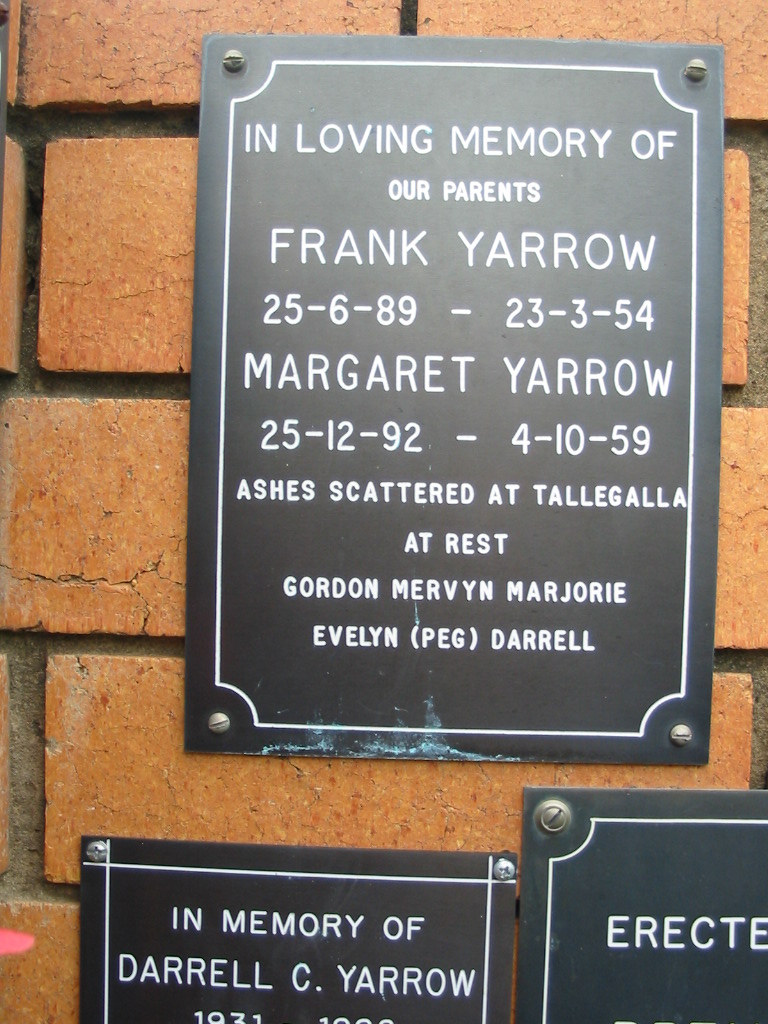 IN LOVING MEMORY OF
OUR PARENTS
FRANK YARROW
25-6-89 - 23-3-54
MARGARET YARROW
25-12-92 - 4-10-59
ASHES SCATTERED AT TALLEGALLA
AT REST
GORDON MERVYN MARJORIE
EVELYN (PEG) DARRELL
IN MEMORY OF
DARRELL C. YARROW
1931
ERECTE